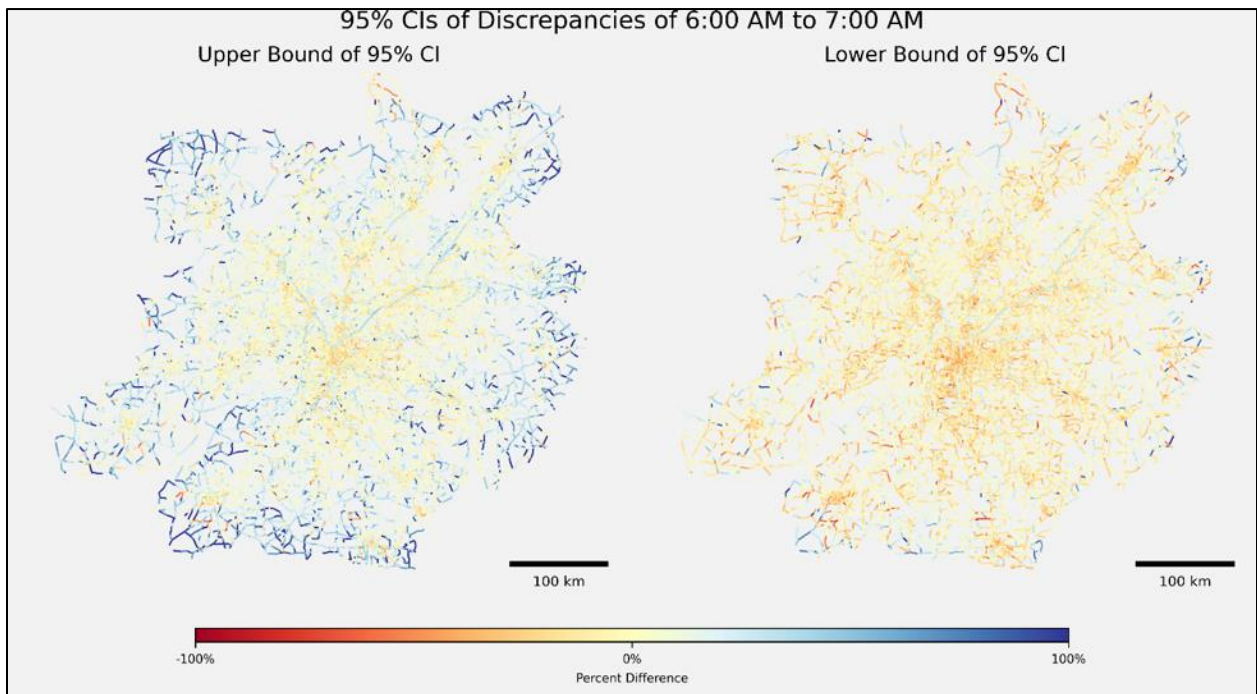 95% CIs of Discrepancies of 6:00 AM to 7:00 AM
Upper Bound of 95% CI
Lower Bound of 95% CI
100 km
100 km
-100%
0%
100%
Percent Difference